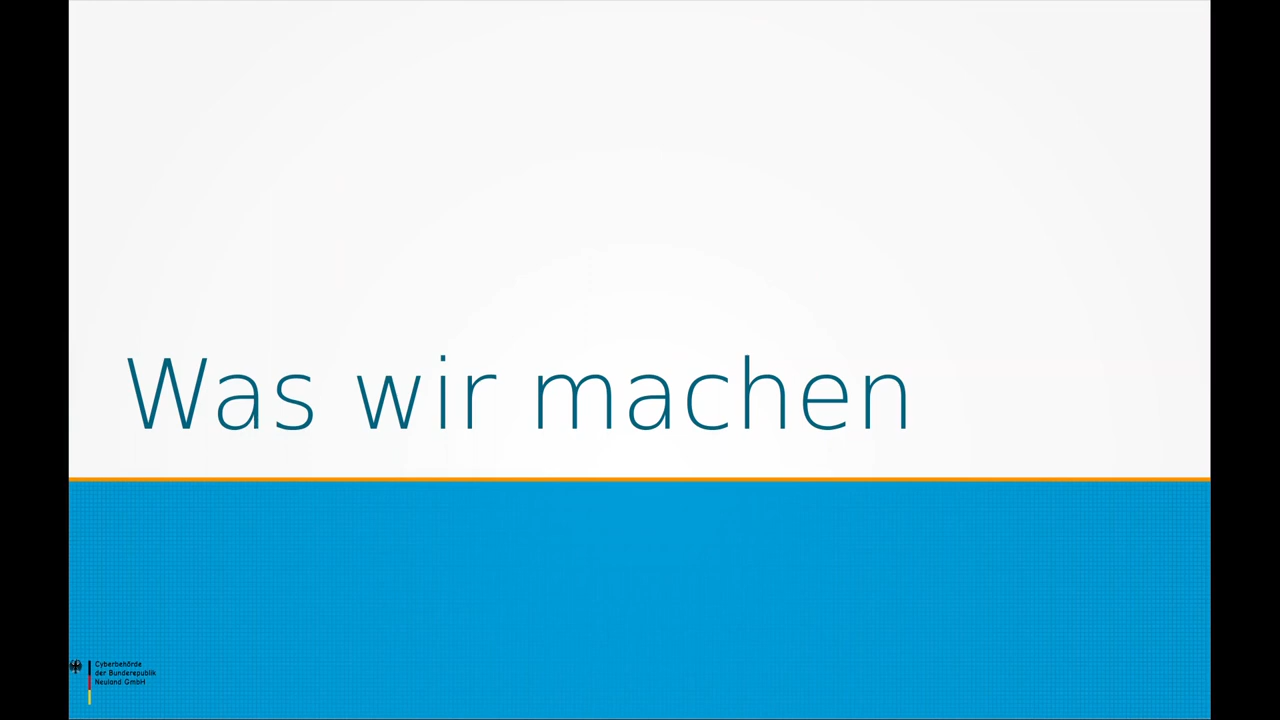 Was wir machen
Cyberbehörde
der Bunderepublik
Neuland GmbH